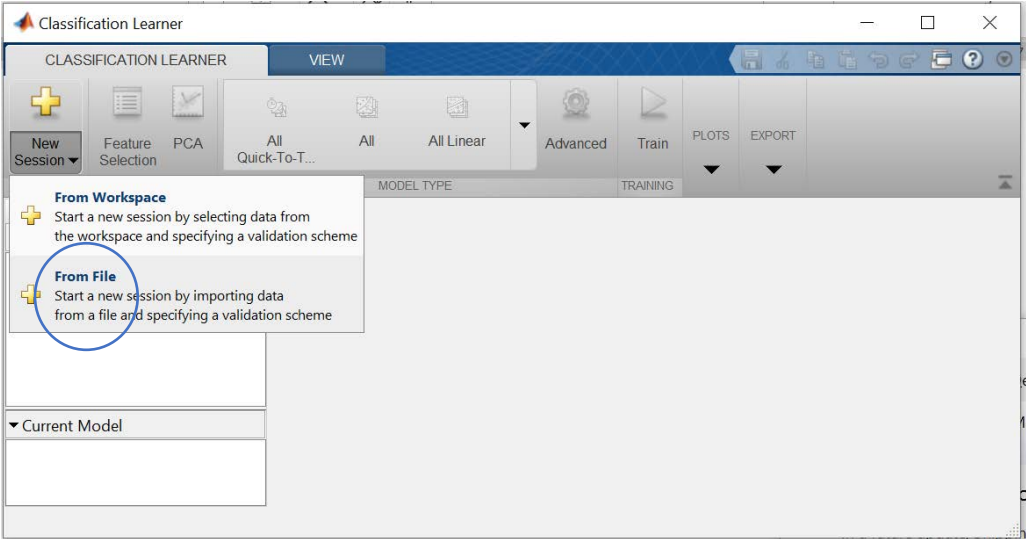 Classification Learner
CLASSIFICATION LEARNER
VIEW
New
Session
Feature
Selection
PCA
All
Quick-To-T...
All
All Linear
Advanced
Train
PLOTS
EXPORT
MODEL TYPE
TRAINING
From Workspace
Start a new session by selecting data from
the workspace and specifying a validation scheme
From File
Start a new session by importing data
from a file and specifying a validation scheme
Current Model